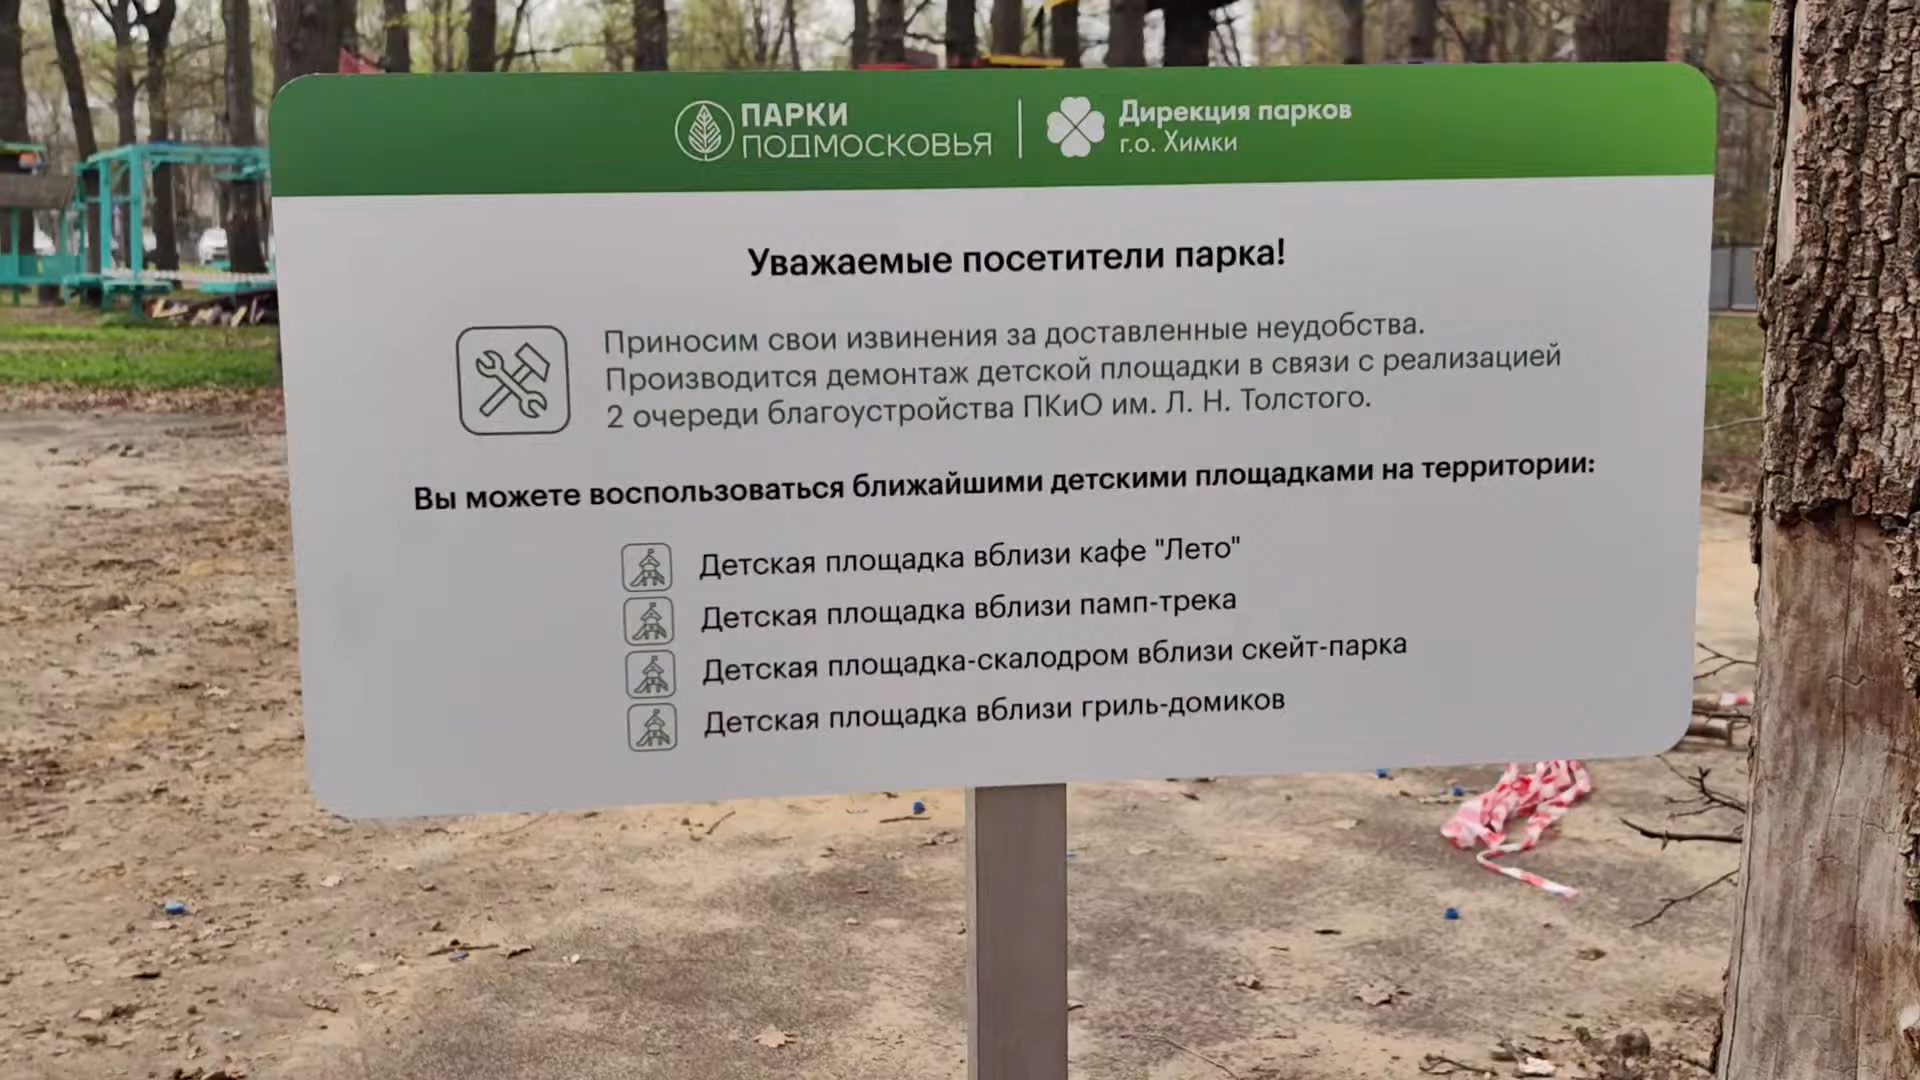 ПАРКИ
ПОДМОСКОВЬЯ
Дирекция парков
г.о. Химки
Уважаемые посетители парка!
Приносим свои извинения за доставленные неудобства.
Производится демонтаж детской площадки в связи с реализацией
2 очереди благоустройства ПКиО им. Л. Н. Толстого.
Вы можете воспользоваться ближайшими детскими площадками на территории:
Детская площадка вблизи кафе "Лето"
Детская площадка вблизи памп-трека
Детская площадка-скалодром вблизи скейт-парка
Детская площадка вблизи гриль-домиков